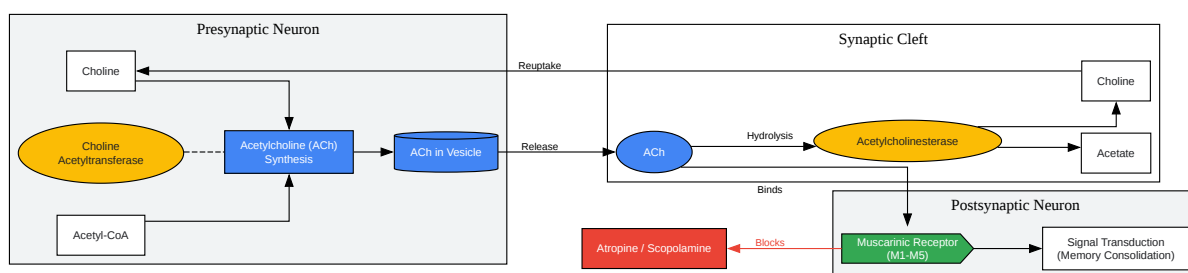 Presynaptic Neuron
Synaptic Cleft
Choline
Reuptake
Choline
Choline
Acetyltransferase
Acetylcholine (ACh)
Synthesis
ACh in Vesicle
Release
ACh
Hydrolysis
Acetylcholinesterase
Acetate
Binds
Acetyl-CoA
Postsynaptic Neuron
Atropine / Scopolamine
Blocks
Muscarinic Receptor
(M1-M5)
Signal Transduction
(Memory Consolidation)